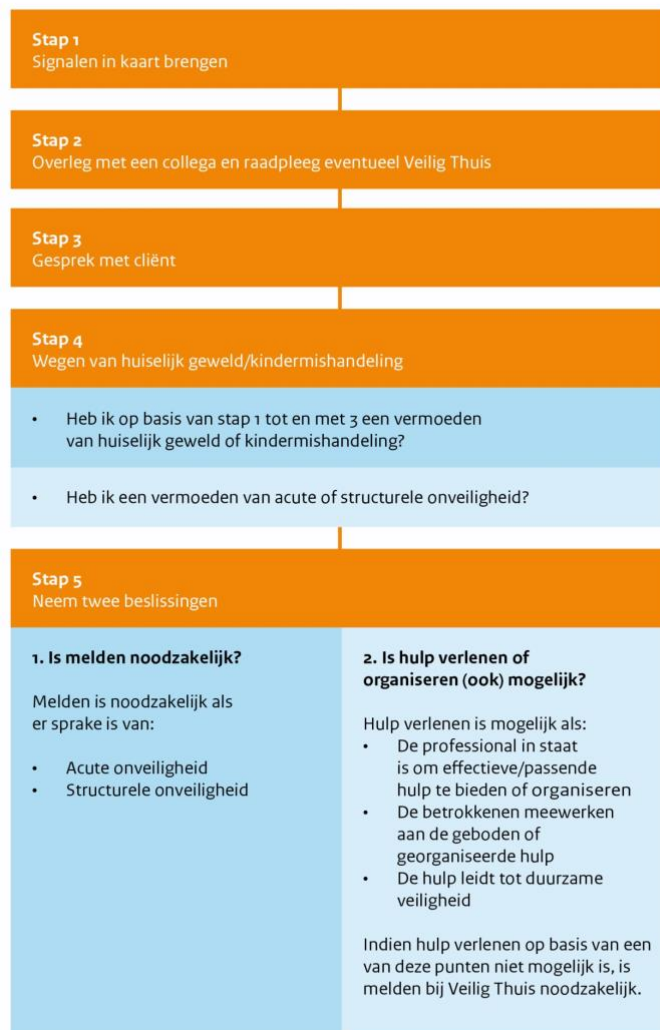 Stap 1
Signalen in kaart brengen
Stap 2
Overleg met een collega en raadpleeg eventueel Veilig Thuis
Stap 3
Gesprek met cliënt
Stap 4
Wegen van huiselijk geweld/kindermishandeling
• Heb ik op basis van stap 1 tot en met 3 een vermoeden
van huiselijk geweld of kindermishandeling?
• Heb ik een vermoeden van acute of structurele onveiligheid?
Stap 5
Neem twee beslissingen
1. Is melden noodzakelijk?
Melden is noodzakelijk als
er sprake is van:
• Acute onveiligheid
• Structurele onveiligheid
2. Is hulp verlenen of
organiseren (ook) mogelijk?
Hulp verlenen is mogelijk als:
• De professional in staat
is om effectieve/passende
hulp te bieden of organiseren
• De betrokkenen meewerken
aan de geboden of
georganiseerde hulp
• De hulp leidt tot duurzame
veiligheid
Indien hulp verlenen op basis van een
van deze punten niet mogelijk is, is
melden bij Veilig Thuis noodzakelijk.